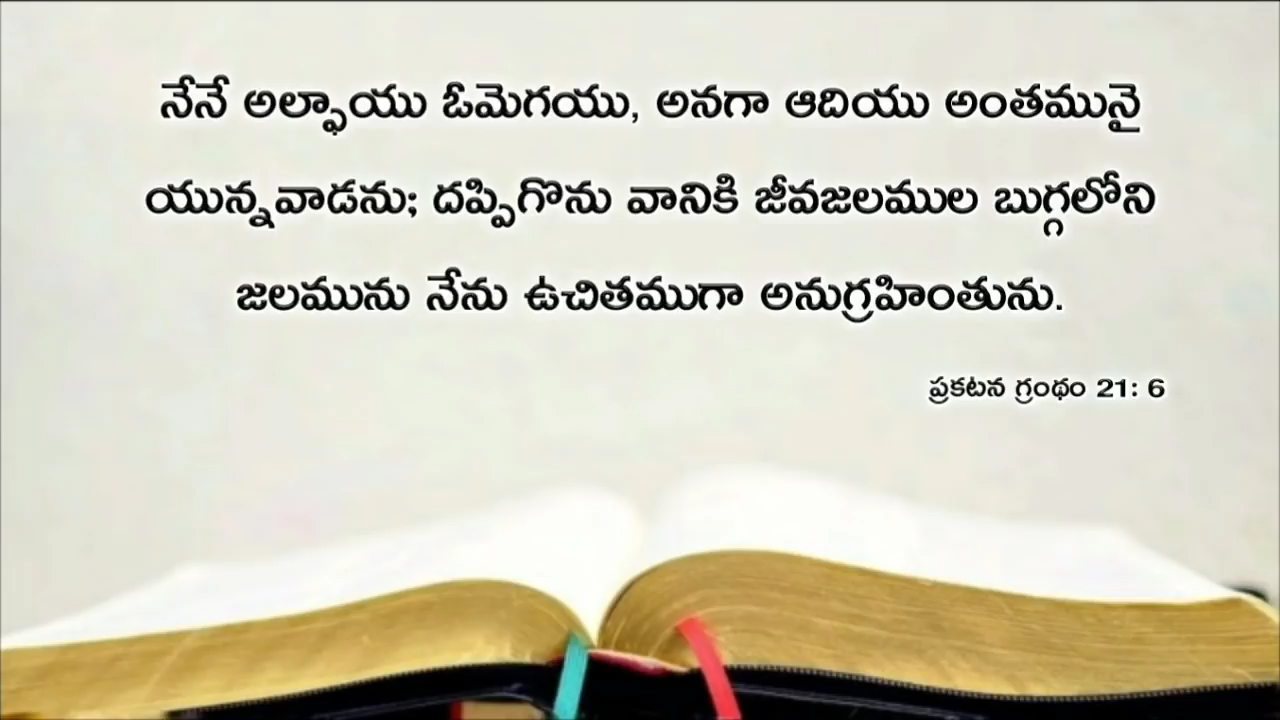 నేనే అల్ఫాయు ఓమెగయు, అనగా ఆదియు అంతమునై
యున్నవాడను; దప్పిగొను వానికి జీవజలముల బుగ్గలోని
జలమును నేను ఉచితముగా అనుగ్రహింతును.
ప్రకటన గ్రంథం 21: 6